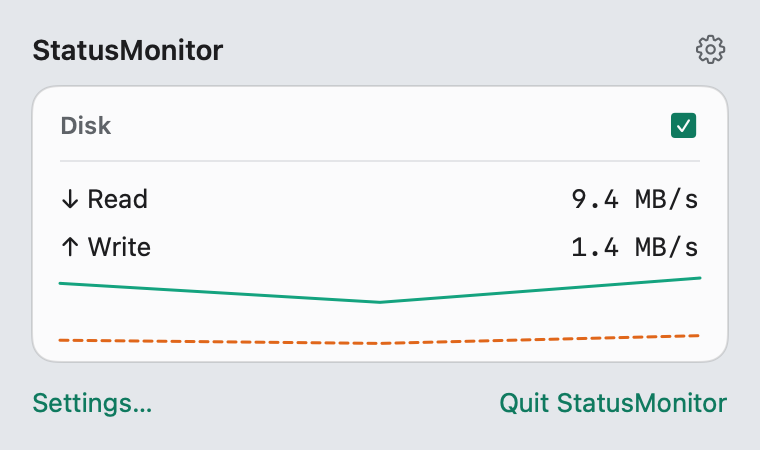 StatusMonitor
Disk
↓ Read 9.4 MB/s
↑ Write 1.4 MB/s
Settings... Quit StatusMonitor